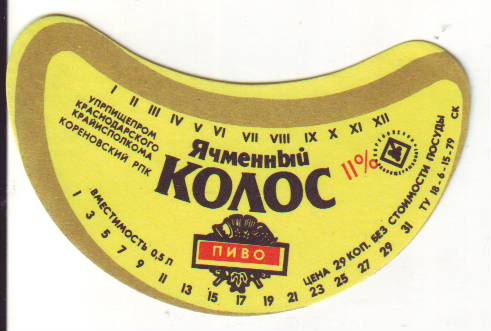 I II III IV V VI VII VIII IX X XI XII
УПРПИЩЕПРОМ
КРАСНОДАРСКОГО
КРАЙИСПОЛКОМА
КОРЕНОВСКИЙ РПК
Ячменный
КОЛОС
11%
ПИВО
ВМЕСТИМОСТЬ 0,5 Л
ЦЕНА 29 КОП. БЕЗ СТОИМОСТИ ПОСУДЫ
1 3 5 7 9 11 13 15 17 19 21 23 25 27 29 31
ТУ 18-6-15-79
СК